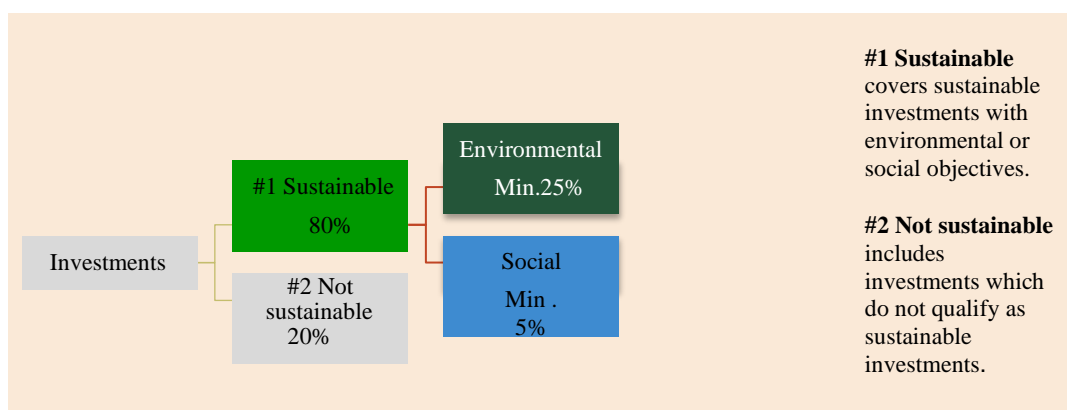 Investments
#1 Sustainable
80%
#2 Not
sustainable
20%
Environmental
Min.25%
Social
Min .
5%
#1 Sustainable
covers sustainable
investments with
environmental or
social objectives.
#2 Not sustainable
includes
investments which
do not qualify as
sustainable
investments.